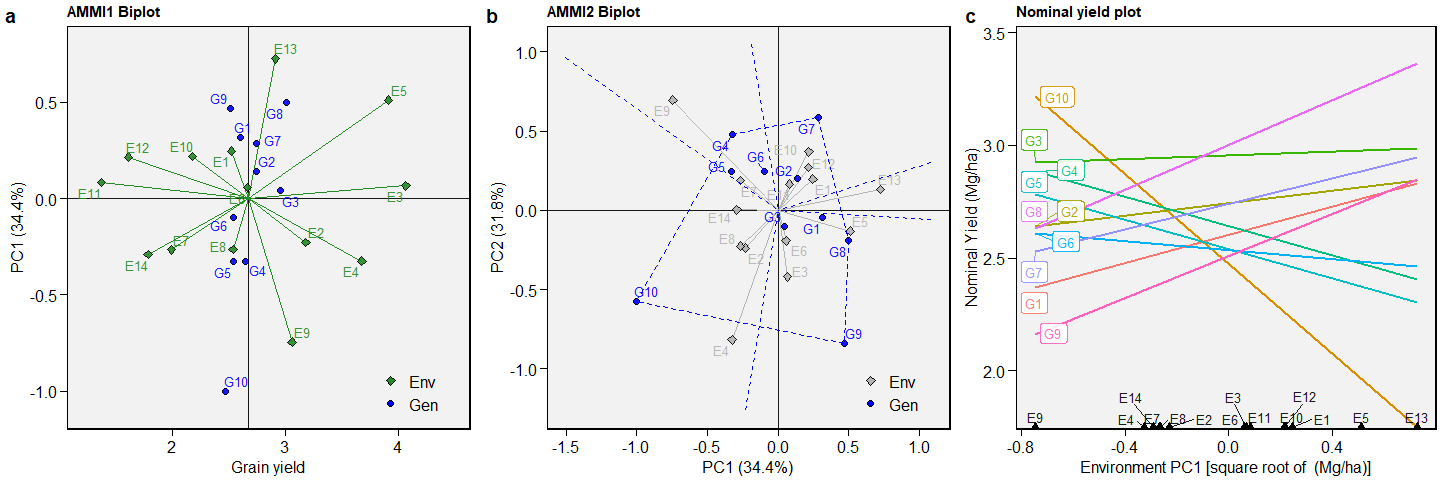 a
AMMI1 Biplot
E13
E5
G9
G8
G1
G7
E12
E10
E1
G2
E11
E3
G3
E6
G6
E7
E8
E2
E14
G5
G4
E4
E9
G10
Env
Gen
0.5
0.0
-0.5
-1.0
2
3
4
PC1 (34.4%)
Grain yield
b
AMMI2 Biplot
E9
G7
G4
E10
G6
G5
G2
E12
E7
E1
E13
E14
G3
G1
E5
E8
E2
E6
G8
E3
G10
G9
E4
Env
Gen
1.0
0.5
0.0
-0.5
-1.0
-1.5
-1.0
-0.5
0.0
0.5
1.0
PC2 (31.8%)
PC1 (34.4%)
c
Nominal yield plot
G10
G3
G4
G5
G8
G2
G6
G7
G1
G9
E14
E3
E12
E9
E4
E7
E8
E2
E6
E11
E10
E1
E5
E13
3.5
3.0
2.5
2.0
-0.8
-0.4
0.0
0.4
Nominal Yield (Mg/ha)
Environment PC1 [square root of (Mg/ha)]